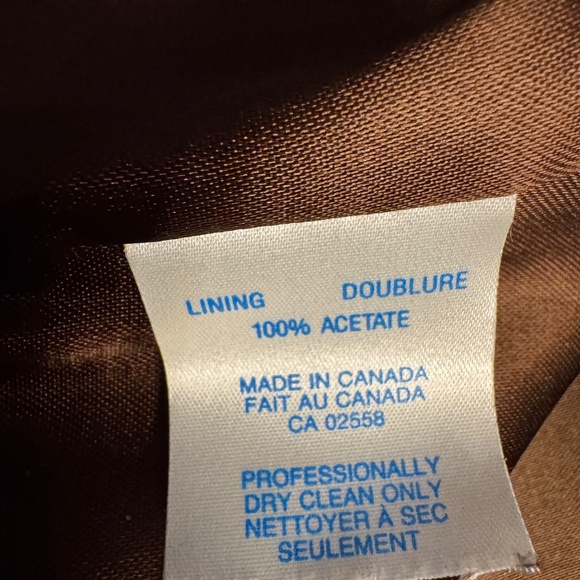 LINING DOUBLURE
100% ACETATE
MADE IN CANADA
FAIT AU CANADA
CA 02558
PROFESSIONALLY
DRY CLEAN ONLY
NETTOYER À SEC
SEULEMENT